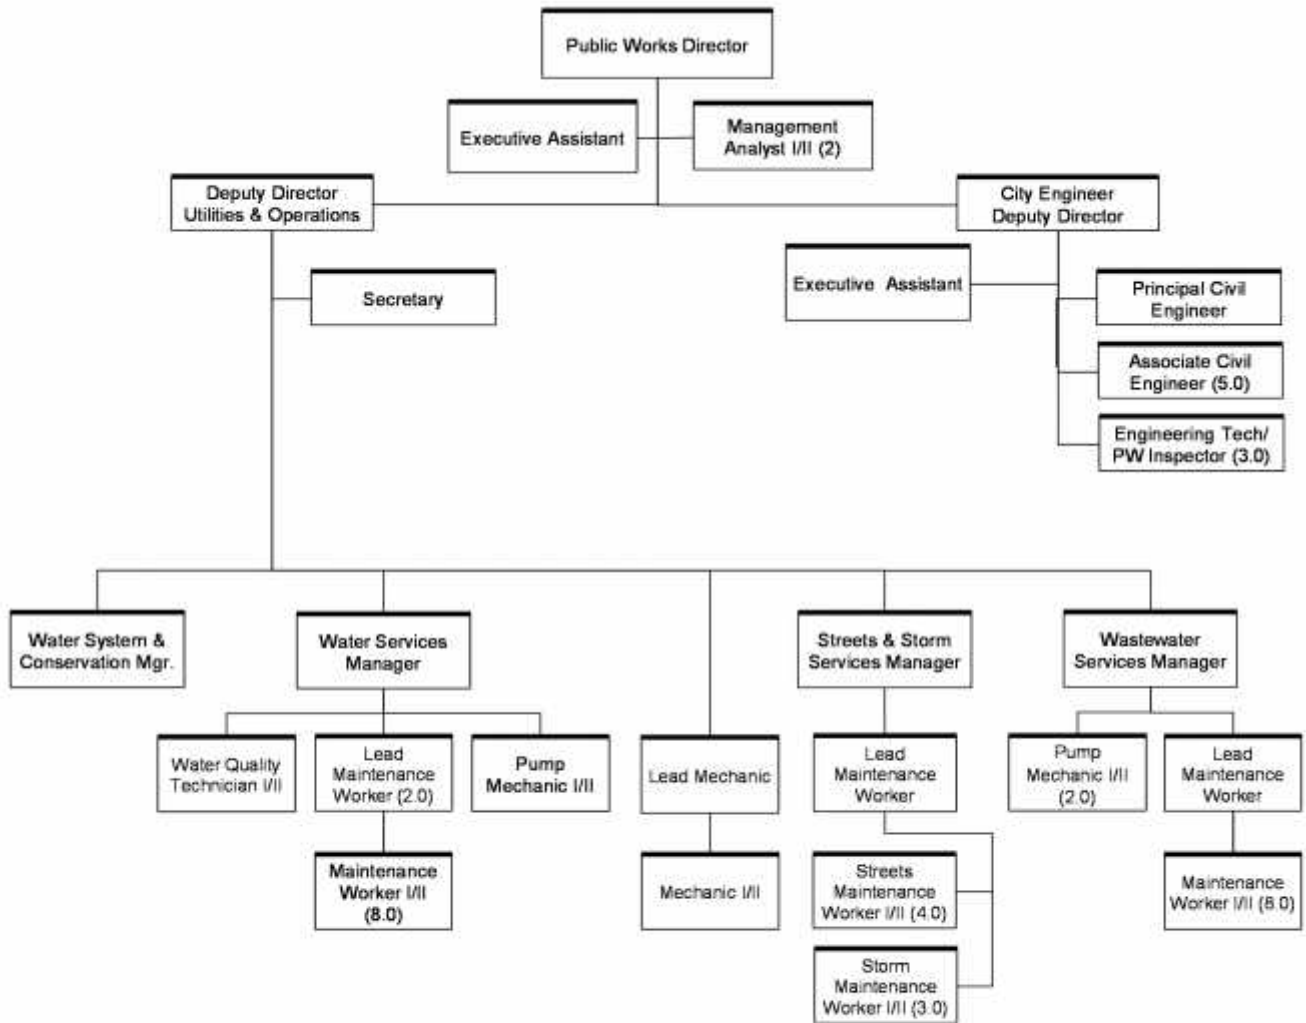 Public Works Director
Executive Assistant
Management
Analyst I/II (2)
Deputy Director
Utilities & Operations
City Engineer
Deputy Director
Secretary
Executive Assistant
Principal Civil
Engineer
Associate Civil
Engineer (5.0)
Engineering Tech/
PW Inspector (3.0)
Water System &
Conservation Mgr.
Water Services
Manager
Streets & Storm
Services Manager
Wastewater
Services Manager
Water Quality
Technician I/II
Lead
Maintenance
Worker (2.0)
Pump
Mechanic I/II
Lead Mechanic
Lead
Maintenance
Worker
Pump
Mechanic I/II
(2.0)
Lead
Maintenance
Worker
Maintenance
Worker I/II
(8.0)
Mechanic I/II
Streets
Maintenance
Worker I/II (4.0)
Maintenance
Worker I/II (8.0)
Storm
Maintenance
Worker I/II (3.0)